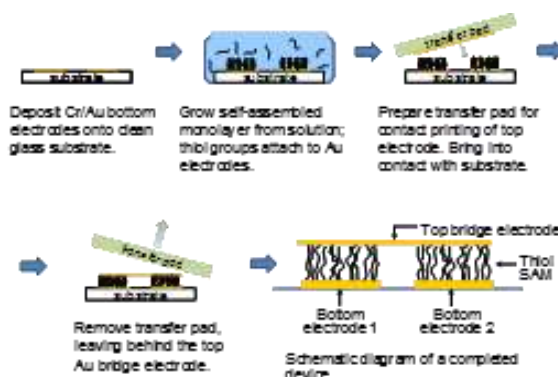 substrate
Deposit Cr/Au bottom
electrodes onto clean
glass substrate.
substrate
Grow self-assembled
monolayer from solution;
thiol groups attach to Au
electrodes.
transfer pad
substrate
Prepare transfer pad for
contact printing of top
electrode. Bring into
contact with substrate.
transfer pad
substrate
Remove transfer pad,
leaving behind the top
Au bridge electrode.
Top bridge electrode
Thiol
SAM
Bottom
electrode 1
Bottom
electrode 2
Schematic diagram of a completed
device